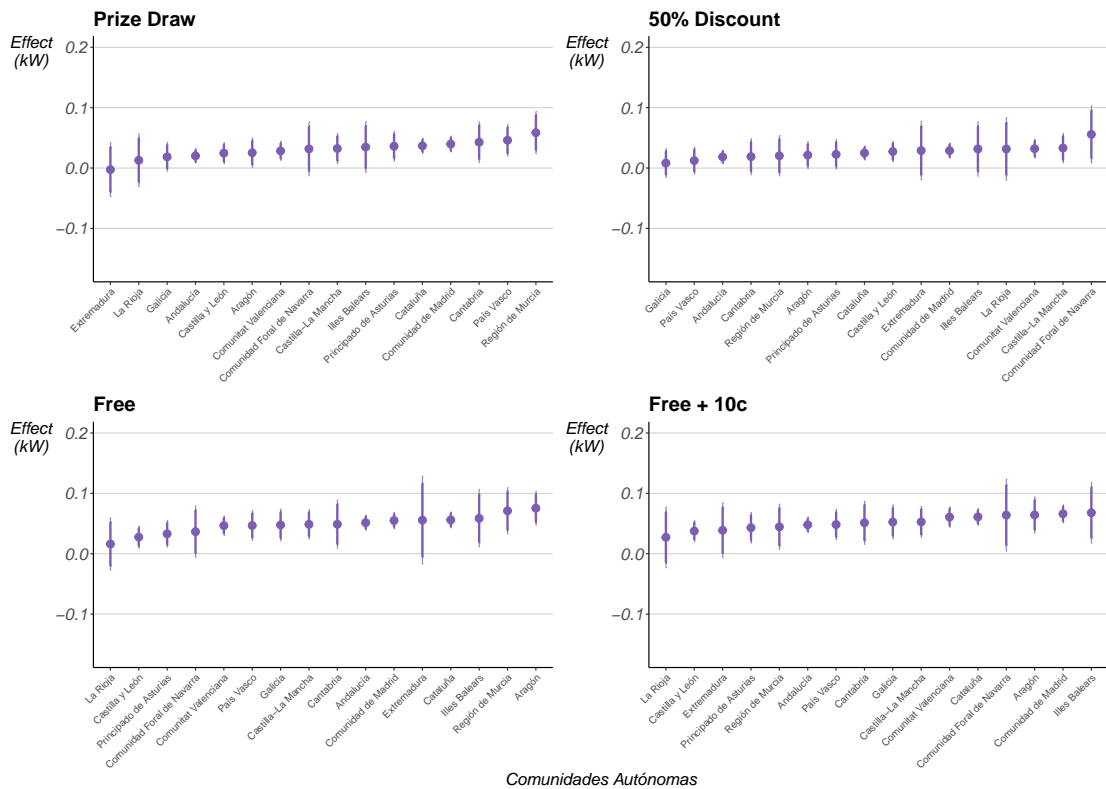 Prize Draw
Effect
(kW)
0.2
0.1
0.0
−0.1
Extremadura
La Rioja
Galicia
Andalucía
Castilla y León
Aragón
Comunitat Valenciana
Comunidad Foral de Navarra
Castilla−La Mancha
Illes Balears
Principado de Asturias
Cataluña
Comunidad de Madrid
Cantabria
País Vasco
Región de Murcia
50% Discount
Effect
(kW)
0.2
0.1
0.0
−0.1
Galicia
País Vasco
Andalucía
Cantabria
Región de Murcia
Aragón
Principado de Asturias
Cataluña
Castilla y León
Extremadura
Comunidad de Madrid
Illes Balears
La Rioja
Comunitat Valenciana
Castilla−La Mancha
Comunidad Foral de Navarra
Free
Effect
(kW)
0.2
0.1
0.0
−0.1
La Rioja
Castilla y León
Principado de Asturias
Comunidad Foral de Navarra
Comunitat Valenciana
País Vasco
Galicia
Castilla−La Mancha
Cantabria
Andalucía
Comunidad de Madrid
Extremadura
Cataluña
Illes Balears
Región de Murcia
Aragón
Free + 10c
Effect
(kW)
0.2
0.1
0.0
−0.1
La Rioja
Castilla y León
Extremadura
Principado de Asturias
Región de Murcia
Andalucía
País Vasco
Cantabria
Galicia
Castilla−La Mancha
Comunitat Valenciana
Cataluña
Comunidad Foral de Navarra
Aragón
Comunidad de Madrid
Illes Balears
Comunidades Autónomas